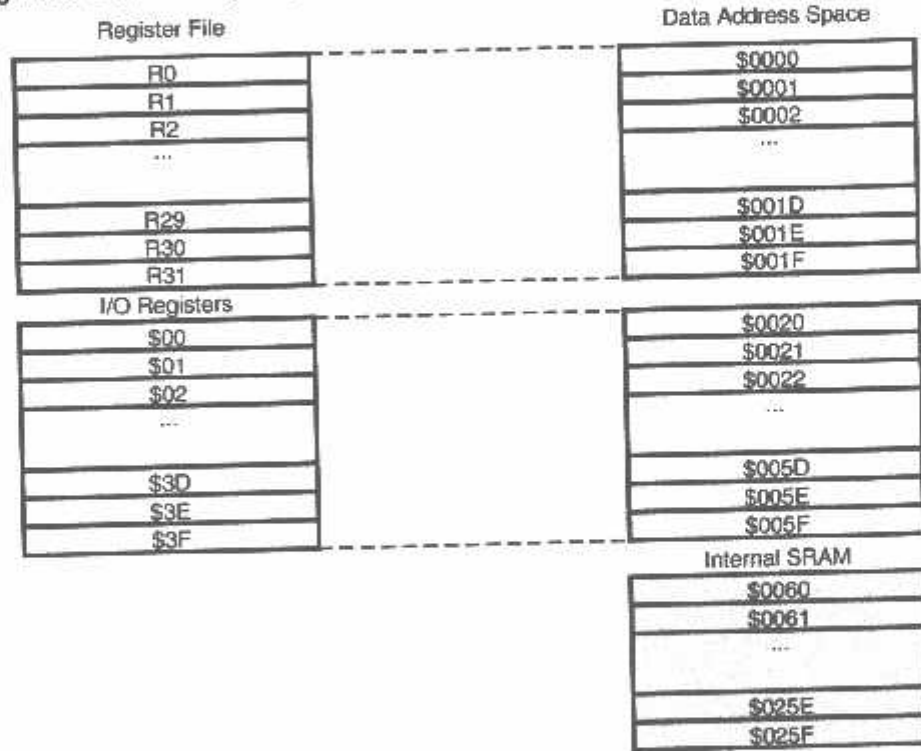 Register File
R0
R1
R2
...
R29
R30
R31
I/O Registers
$00
$01
$02
...
$3D
$3E
$3F
Data Address Space
$0000
$0001
$0002
...
$001D
$001E
$001F
$0020
$0021
$0022
...
$005D
$005E
$005F
Internal SRAM
$0060
$0061
...
$025E
$025F